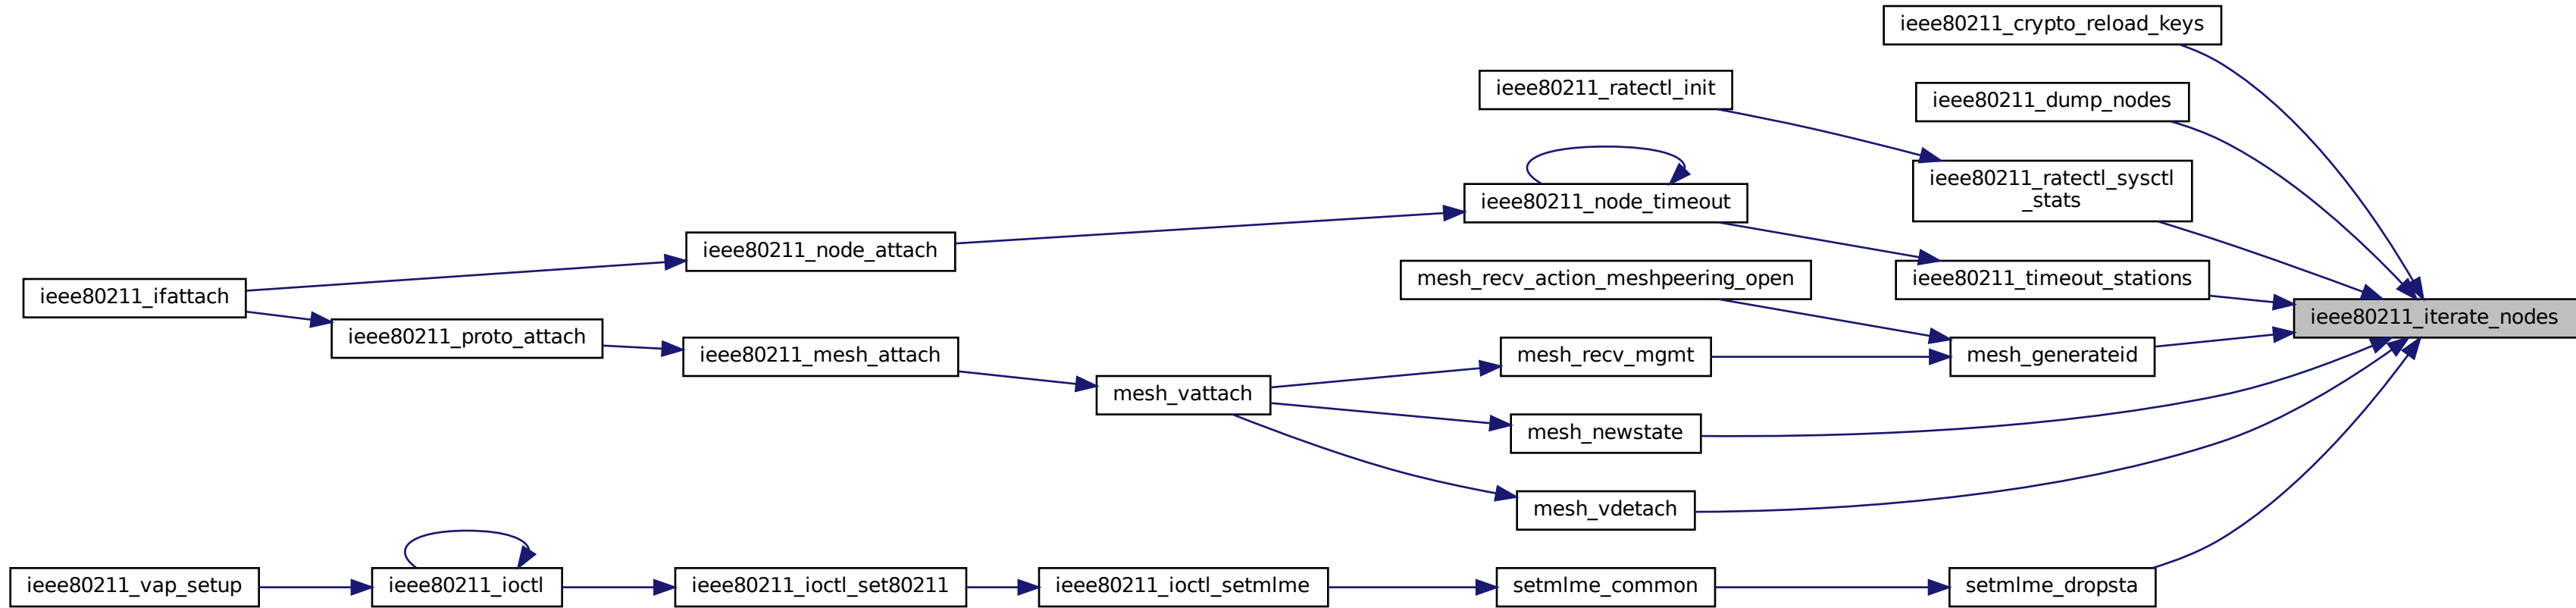 ieee80211_crypto_reload_keys
ieee80211_ratectl_init
ieee80211_dump_nodes
ieee80211_ratectl_sysctl
_stats
ieee80211_node_timeout
ieee80211_node_attach
ieee80211_timeout_stations
mesh_recv_action_meshpeering_open
ieee80211_ifattach
ieee80211_iterate_nodes
ieee80211_proto_attach
ieee80211_mesh_attach
mesh_recv_mgmt
mesh_generateid
mesh_vattach
mesh_newstate
mesh_vdetach
ieee80211_vap_setup
ieee80211_ioctl
ieee80211_ioctl_set80211
ieee80211_ioctl_setmlme
setmlme_common
setmlme_dropsta